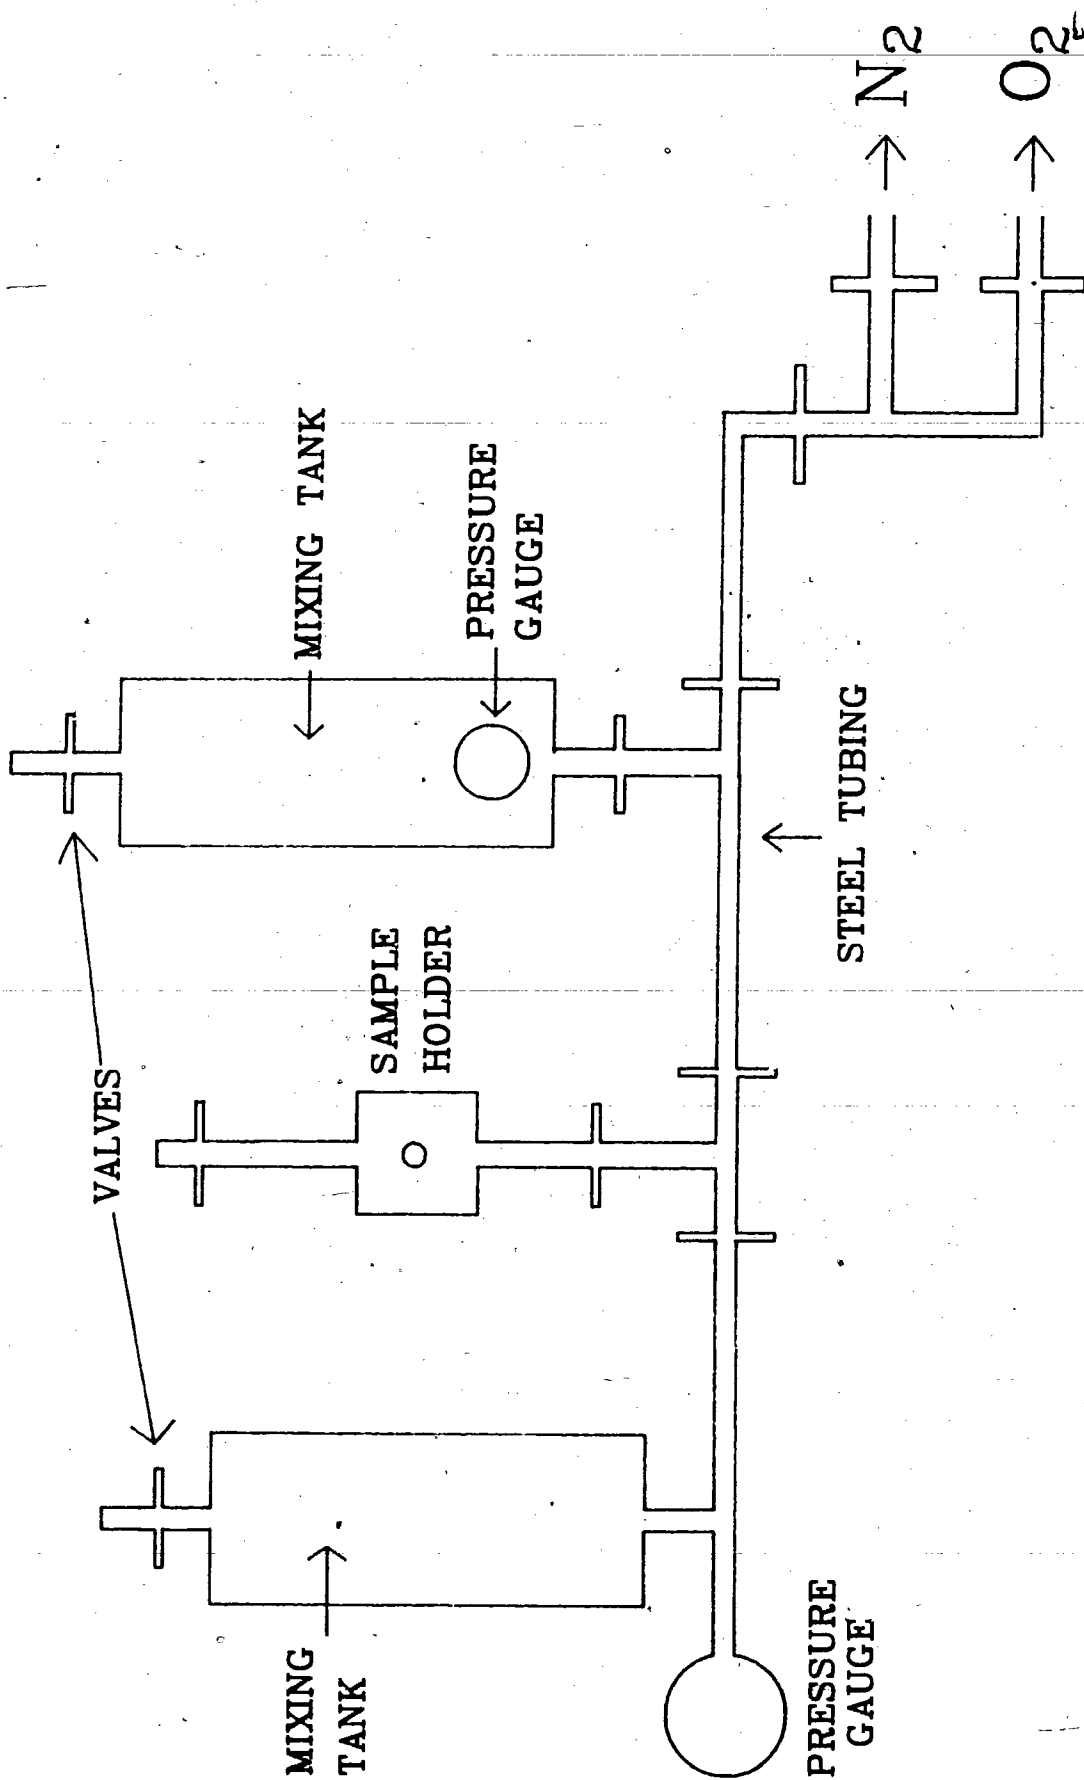 VALVES
MIXING
TANK
SAMPLE
HOLDER
MIXING TANK
PRESSURE
GAUGE
PRESSURE
GAUGE
STEEL TUBING
N2
O2